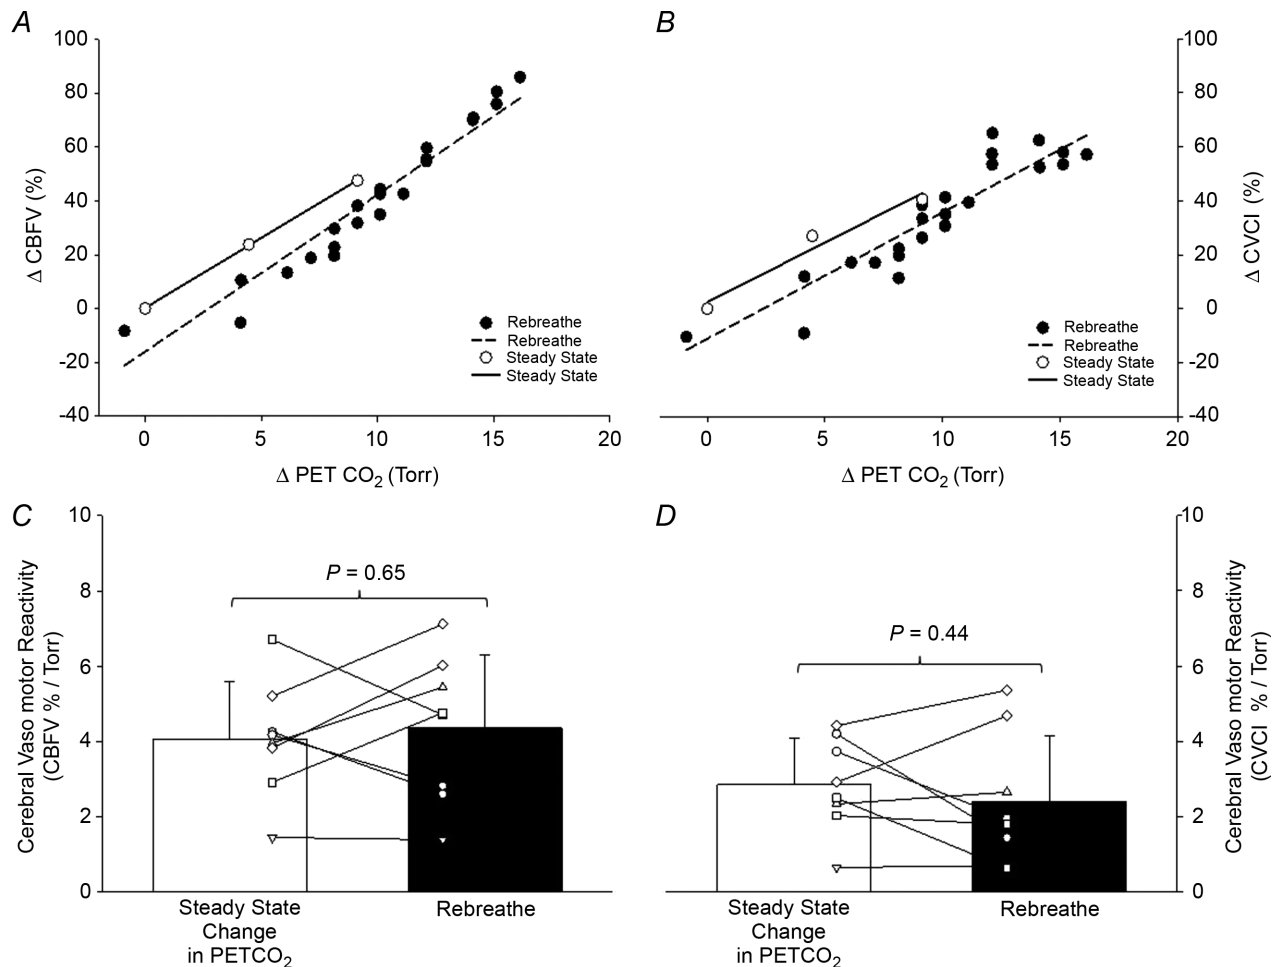 A
B
100
80
60
40
20
0
-20
-40
Δ CBFV (%)
Rebreathe
Rebreathe
Steady State
Steady State
0
5
10
15
20
Δ PET CO₂ (Torr)
100
80
60
40
20
0
-20
-40
Δ CVCI (%)
Rebreathe
Rebreathe
Steady State
Steady State
0
5
10
15
20
Δ PET CO₂ (Torr)
C
D
10
8
6
4
2
0
Cerebral Vaso motor Reactivity
(CBFV % / Torr)
P = 0.65
Steady State
Change
in PETCO₂
Rebreathe
10
8
6
4
2
0
Cerebral Vaso motor Reactivity
(CVCI % / Torr)
P = 0.44
Steady State
Change
in PETCO₂
Rebreathe